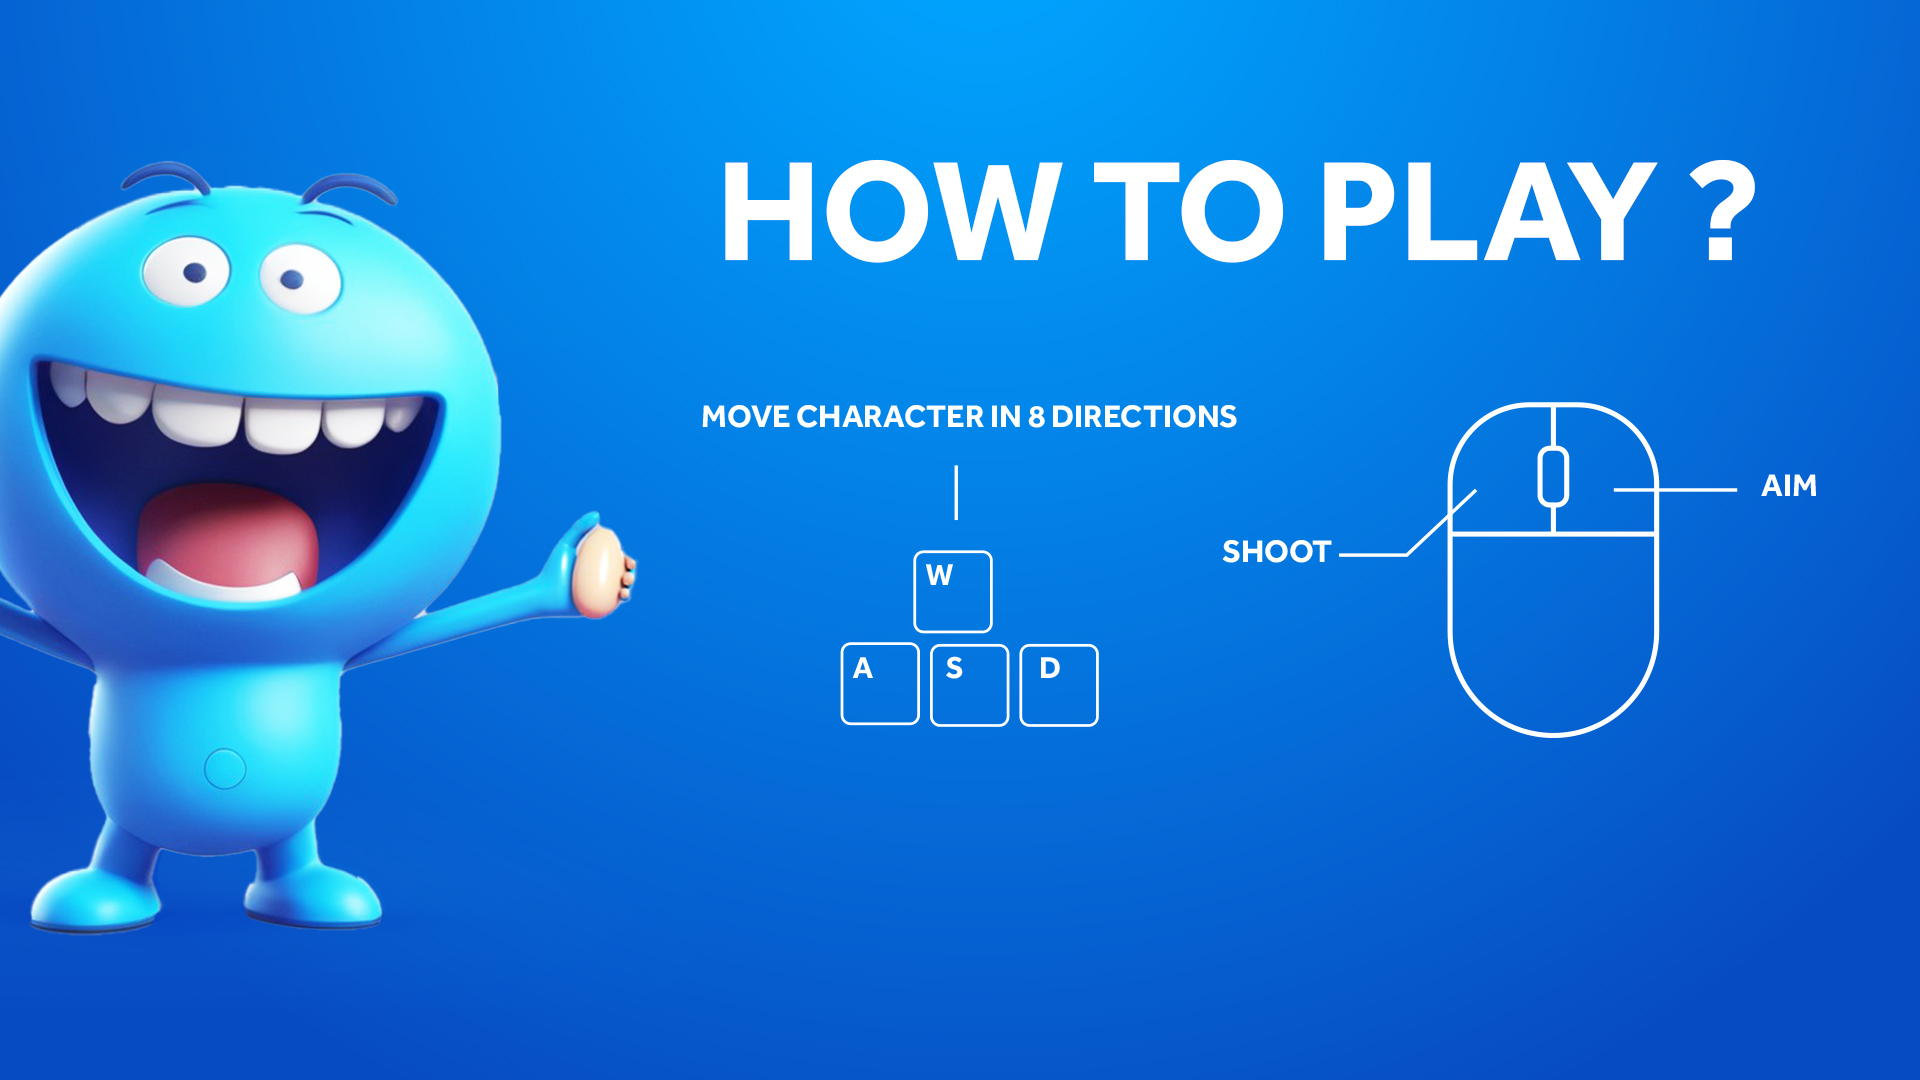 HOW TO PLAY ?
MOVE CHARACTER IN 8 DIRECTIONS
W
A S D
SHOOT
AIM